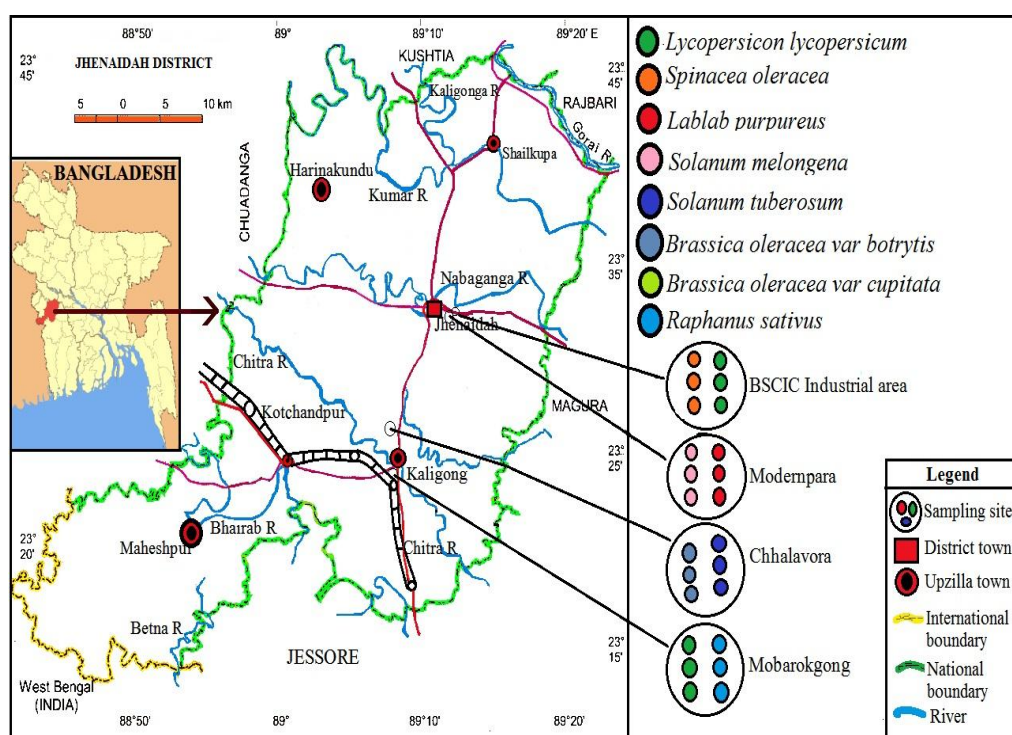 88°50'
89°
89°10'
89°20' E
23°
45'
JHENAIDAH DISTRICT
5 0 5 10 km
KUSHTIA
Kaligonga R
23°
45'
RAJBARI
Gorai R
Shailkupa
BANGLADESH
CHUADANGA
Harinakundu
Kumar R
23°
35'
Nabaganga R
Jhenaidah
Chitra R
Kotchandpur
MAGURA
Kaligong
23°
25'
23°
20'
Maheshpur
Bhairab R
Chitra R
Betna R
JESSORE
23°
15'
West Bengal
(INDIA)
88°50'
89°
89°10'
89°20'
Lycopersicon lycopersicum
Spinacea oleracea
Lablab purpureus
Solanum melongena
Solanum tuberosum
Brassica oleracea var botrytis
Brassica oleracea var cupitata
Raphanus sativus
BSCIC Industrial area
Modernpara
Chhalavora
Mobarokgong
Legend
Sampling site
District town
Upzilla town
International
boundary
National
boundary
River